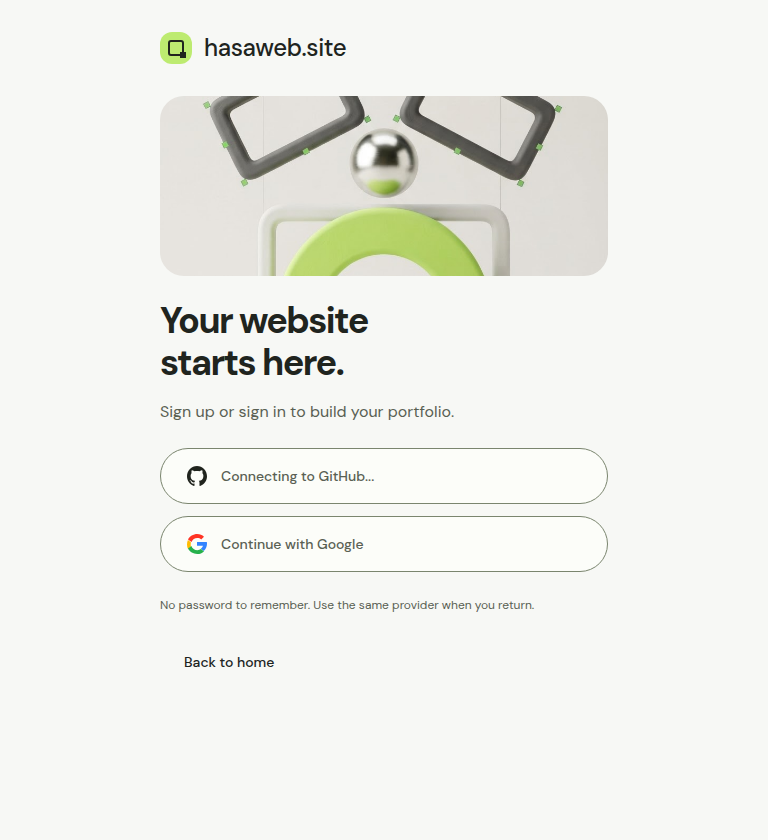 hasaweb.site
Your website
starts here.
Sign up or sign in to build your portfolio.
Connecting to GitHub...
Continue with Google
No password to remember. Use the same provider when you return.
Back to home